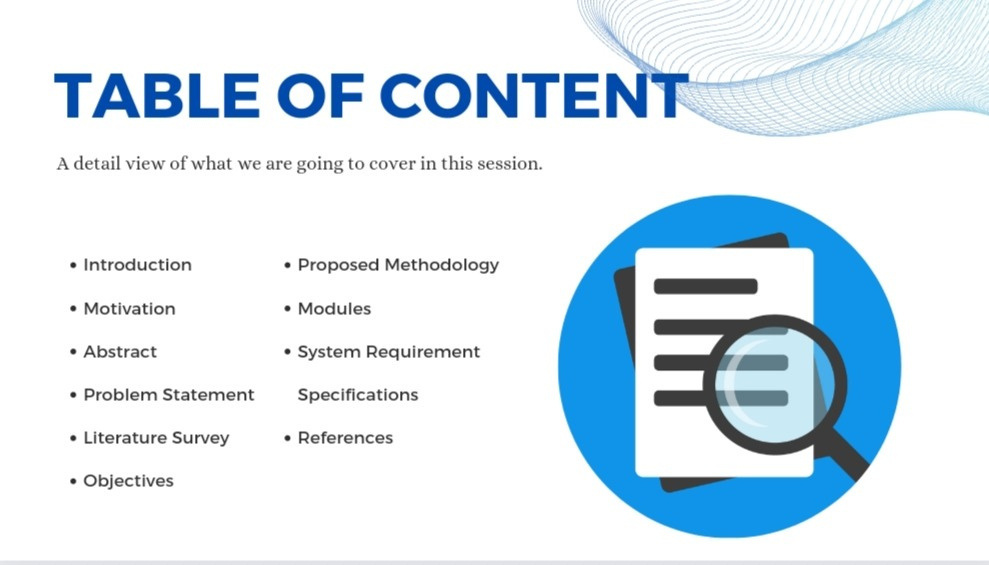 TABLE OF CONTENT
A detail view of what we are going to cover in this session.
• Introduction
• Motivation
• Abstract
• Problem Statement
• Literature Survey
• Objectives
• Proposed Methodology
• Modules
• System Requirement
Specifications
• References